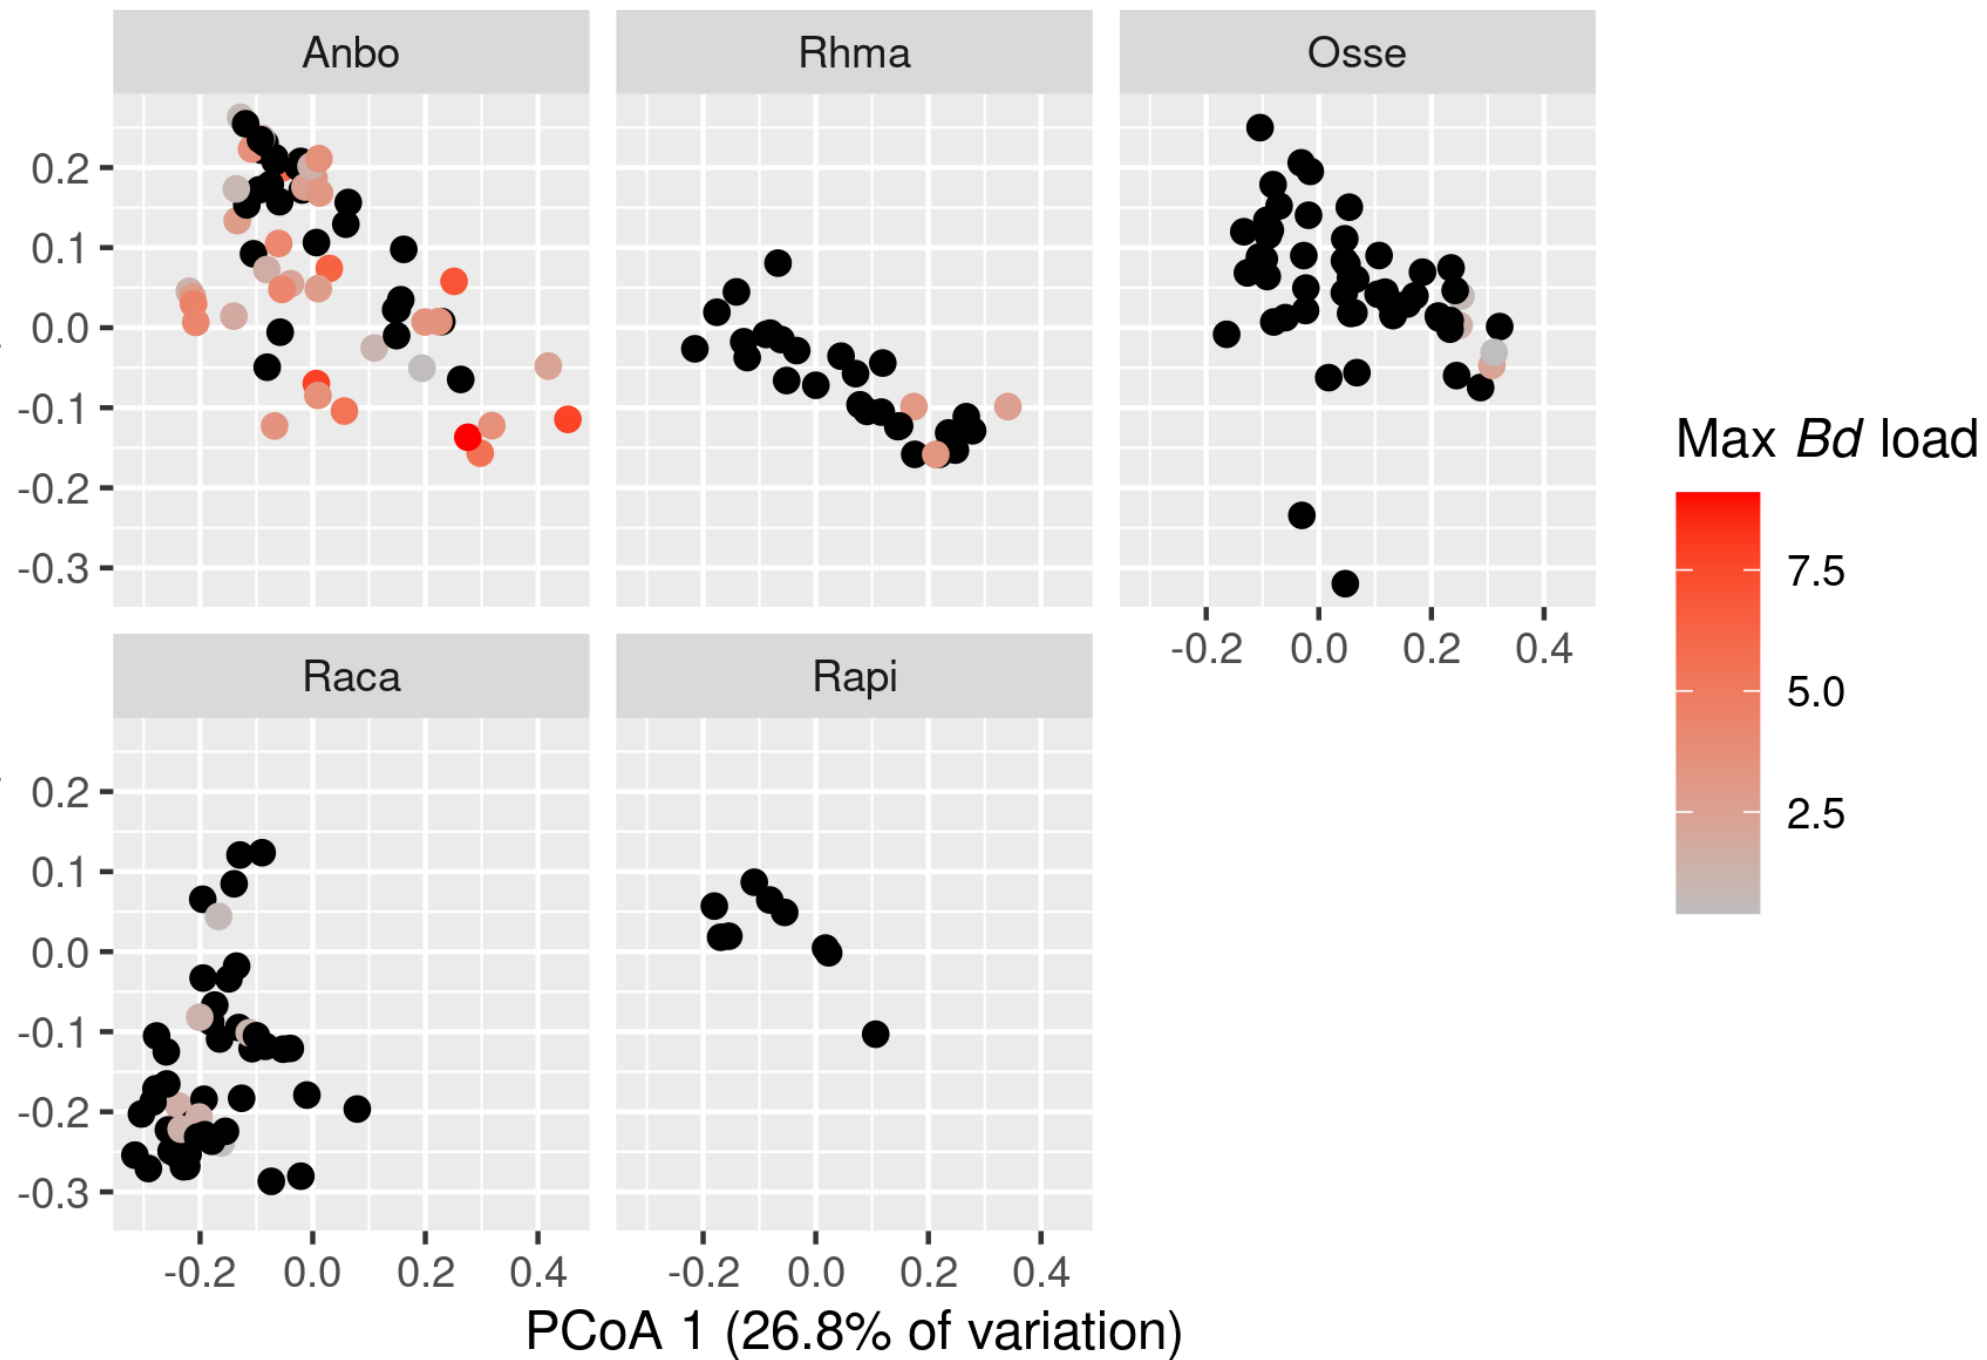 Anbo Rhma Osse
0.2
0.1
0.0
-0.1
-0.2
-0.3
-0.2 0.0 0.2 0.4
Raca Rapi
0.2
0.1
0.0
-0.1
-0.2
-0.3
-0.2 0.0 0.2 0.4 -0.2 0.0 0.2 0.4
PCoA 1 (26.8% of variation)
Max Bd load
7.5
5.0
2.5